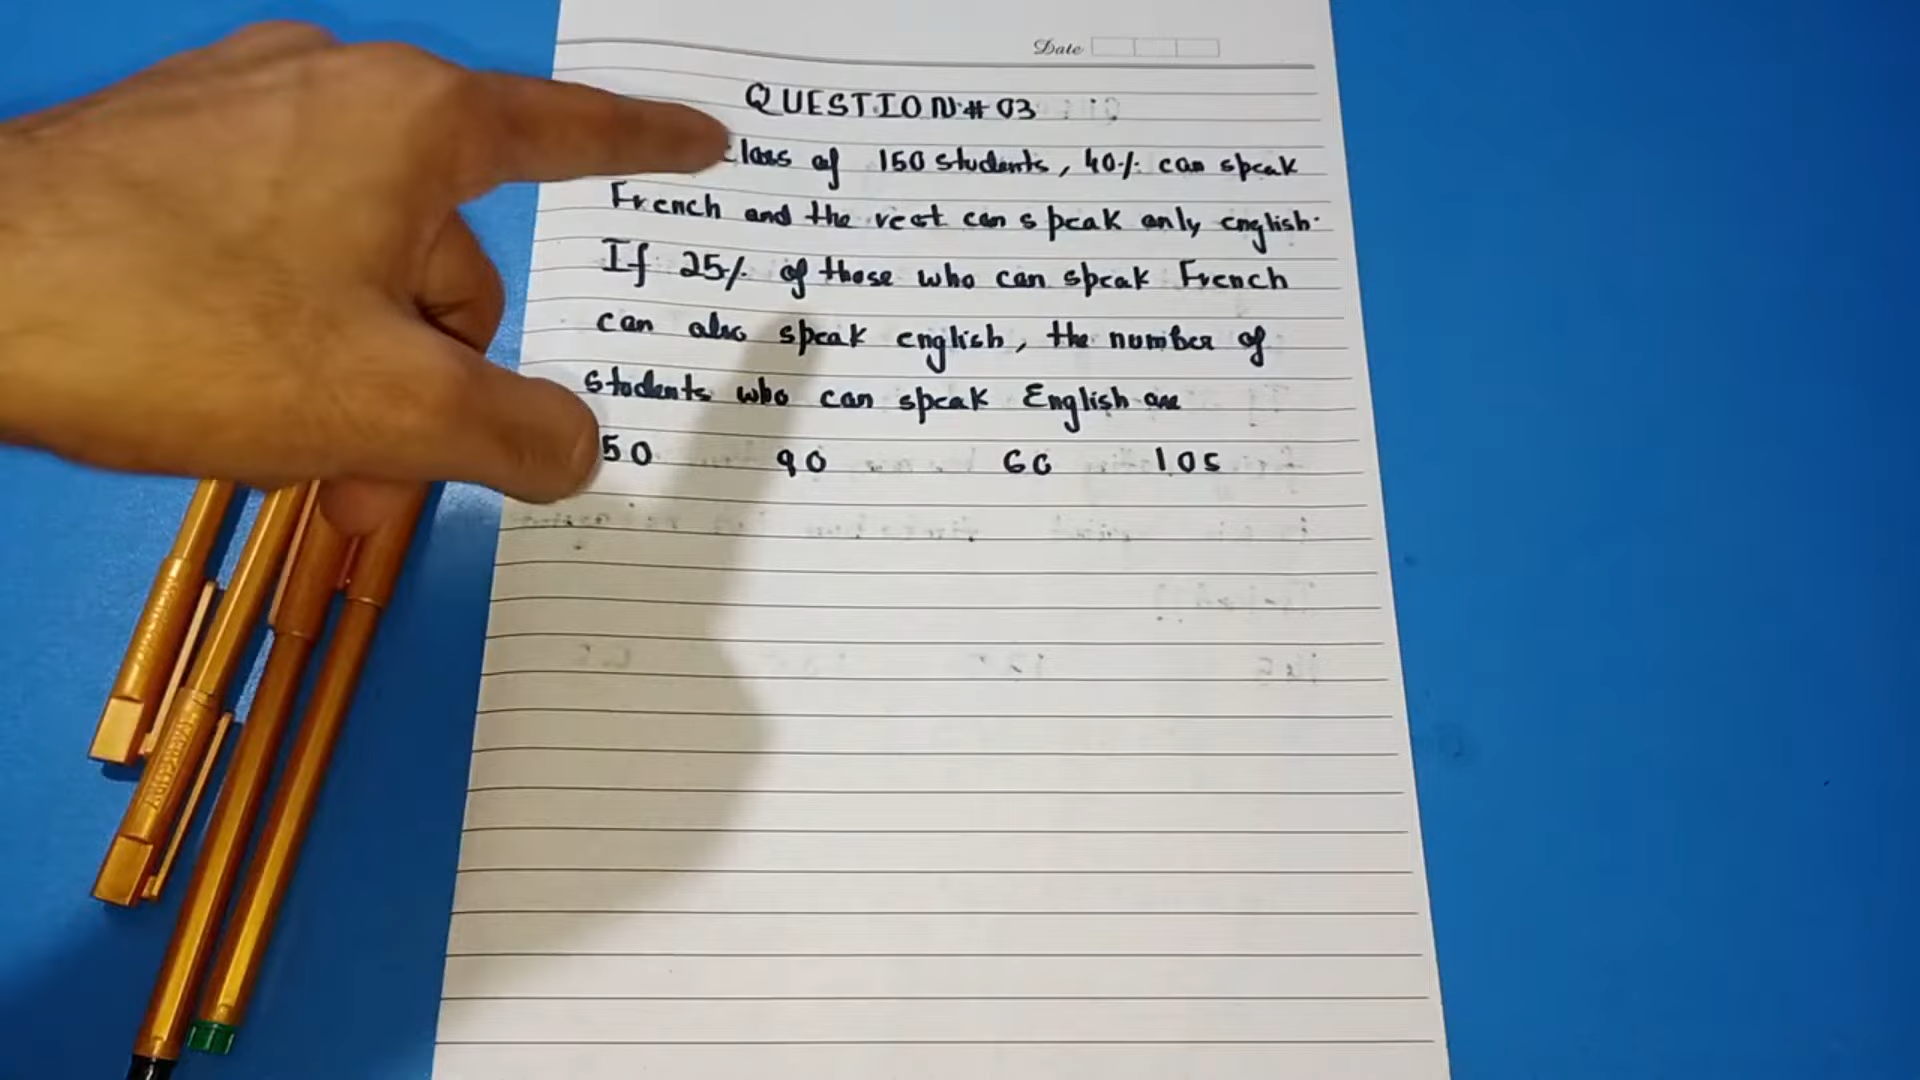 Date
QUESTION # 03
class of 150 students, 40% can speak
French and the rest can speak only english.
If 25% of those who can speak French
can also speak english, the number of
students who can speak English are
50 90 60 105